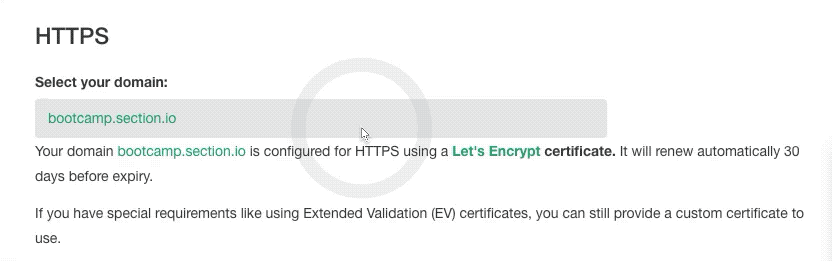 HTTPS
Select your domain:
bootcamp.section.io
Your domain bootcamp.section.io is configured for HTTPS using a Let's Encrypt certificate. It will renew automatically 30
days before expiry.
If you have special requirements like using Extended Validation (EV) certificates, you can still provide a custom certificate to
use.